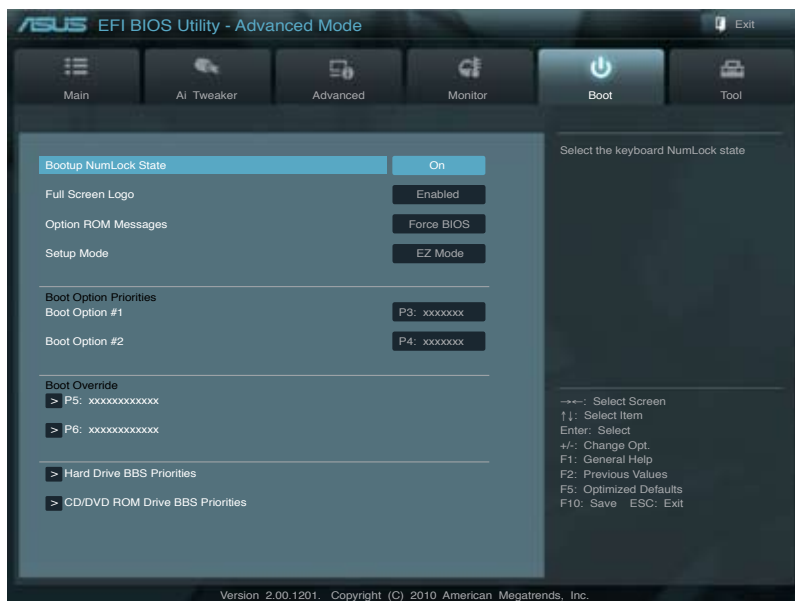 ASUS EFI BIOS Utility - Advanced Mode
Exit
Main
Ai Tweaker
Advanced
Monitor
Boot
Tool
Select the keyboard NumLock state
Bootup NumLock State On
Full Screen Logo Enabled
Option ROM Messages Force BIOS
Setup Mode EZ Mode
Boot Option Priorities
Boot Option #1 P3: xxxxxxx
Boot Option #2 P4: xxxxxxx
Boot Override
> P5: xxxxxxxxxxxx
> P6: xxxxxxxxxxxx
> Hard Drive BBS Priorities
> CD/DVD ROM Drive BBS Priorities
→←: Select Screen
↑↓: Select Item
Enter: Select
+/-: Change Opt.
F1: General Help
F2: Previous Values
F5: Optimized Defaults
F10: Save ESC: Exit
Version 2.00.1201. Copyright (C) 2010 American Megatrends, Inc.